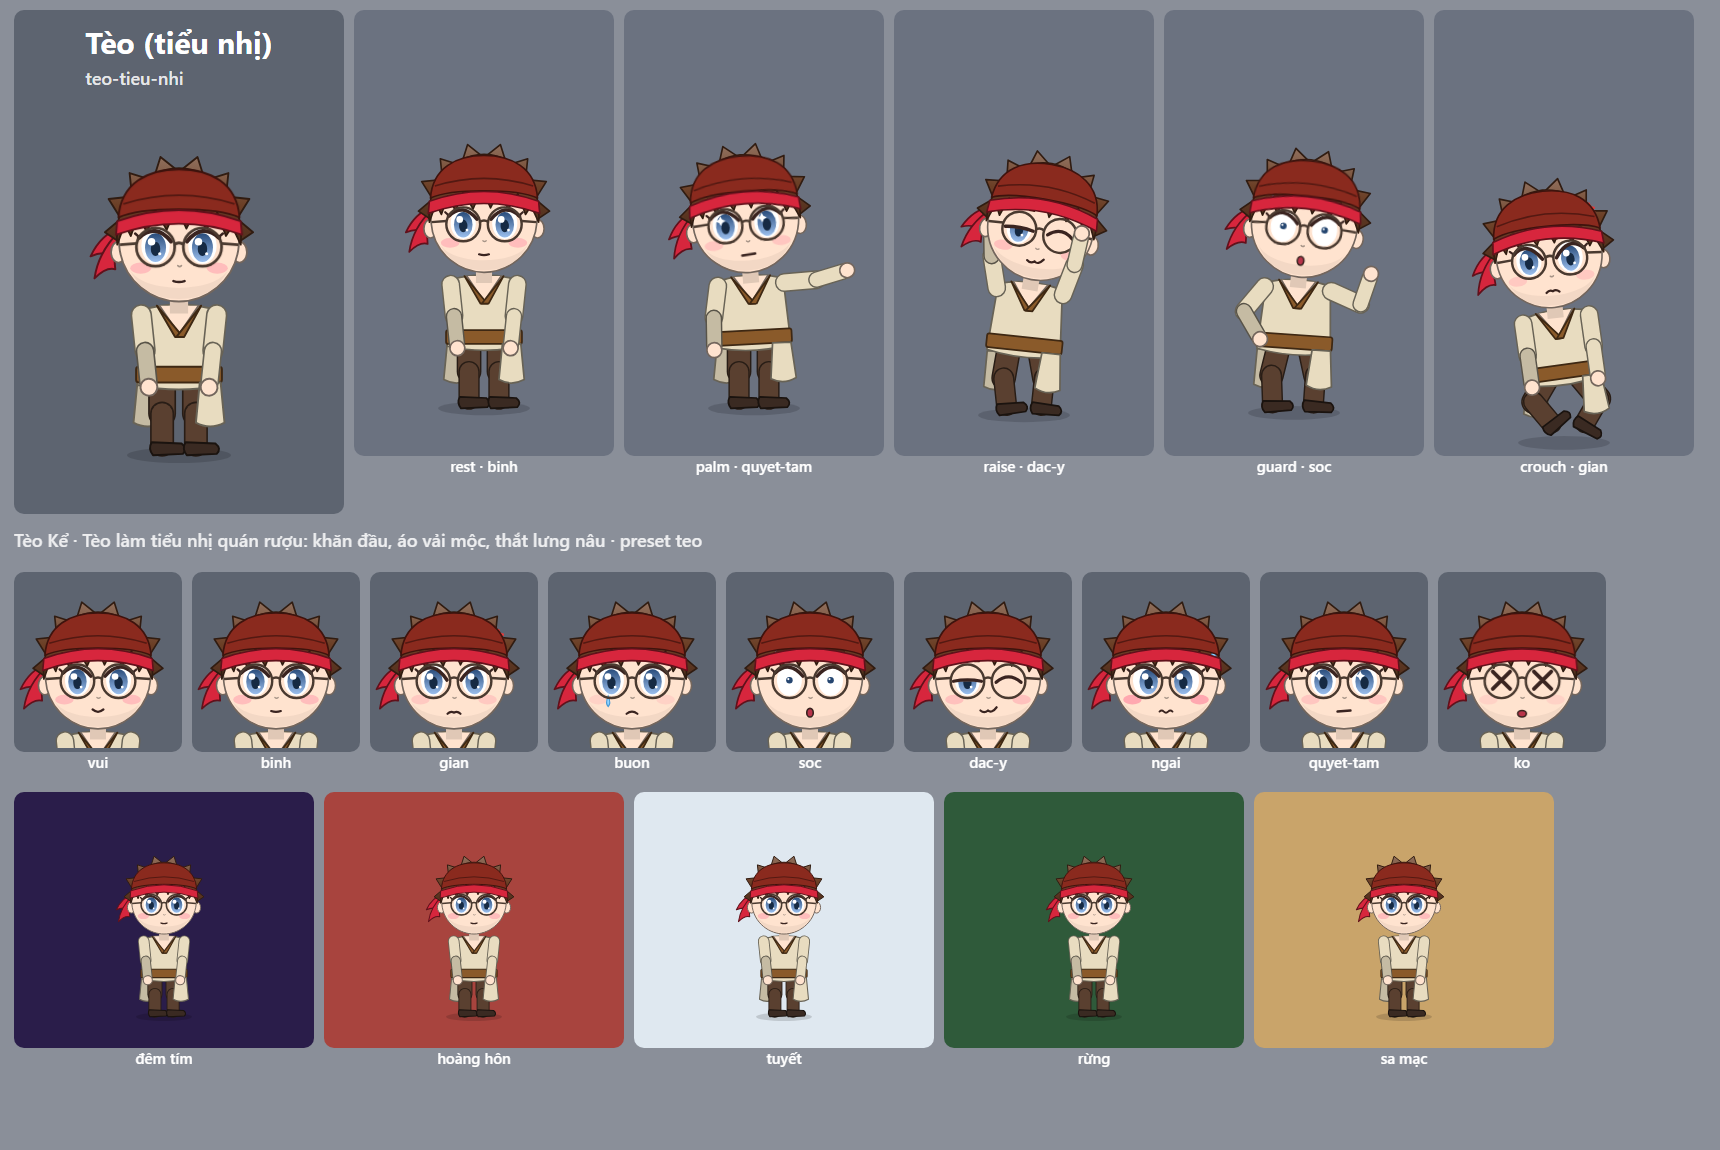 Tèo (tiểu nhị)
teo-tieu-nhi
rest · binh
palm · quyet-tam
raise · dac-y
guard · soc
crouch · gian
Tèo Kể · Tèo làm tiểu nhị quán rượu: khăn đầu, áo vải mộc, thắt lưng nâu · preset teo
vui
binh
gian
buon
soc
dac-y
ngai
quyet-tam
ko
đêm tím
hoàng hôn
tuyết
rừng
sa mạc